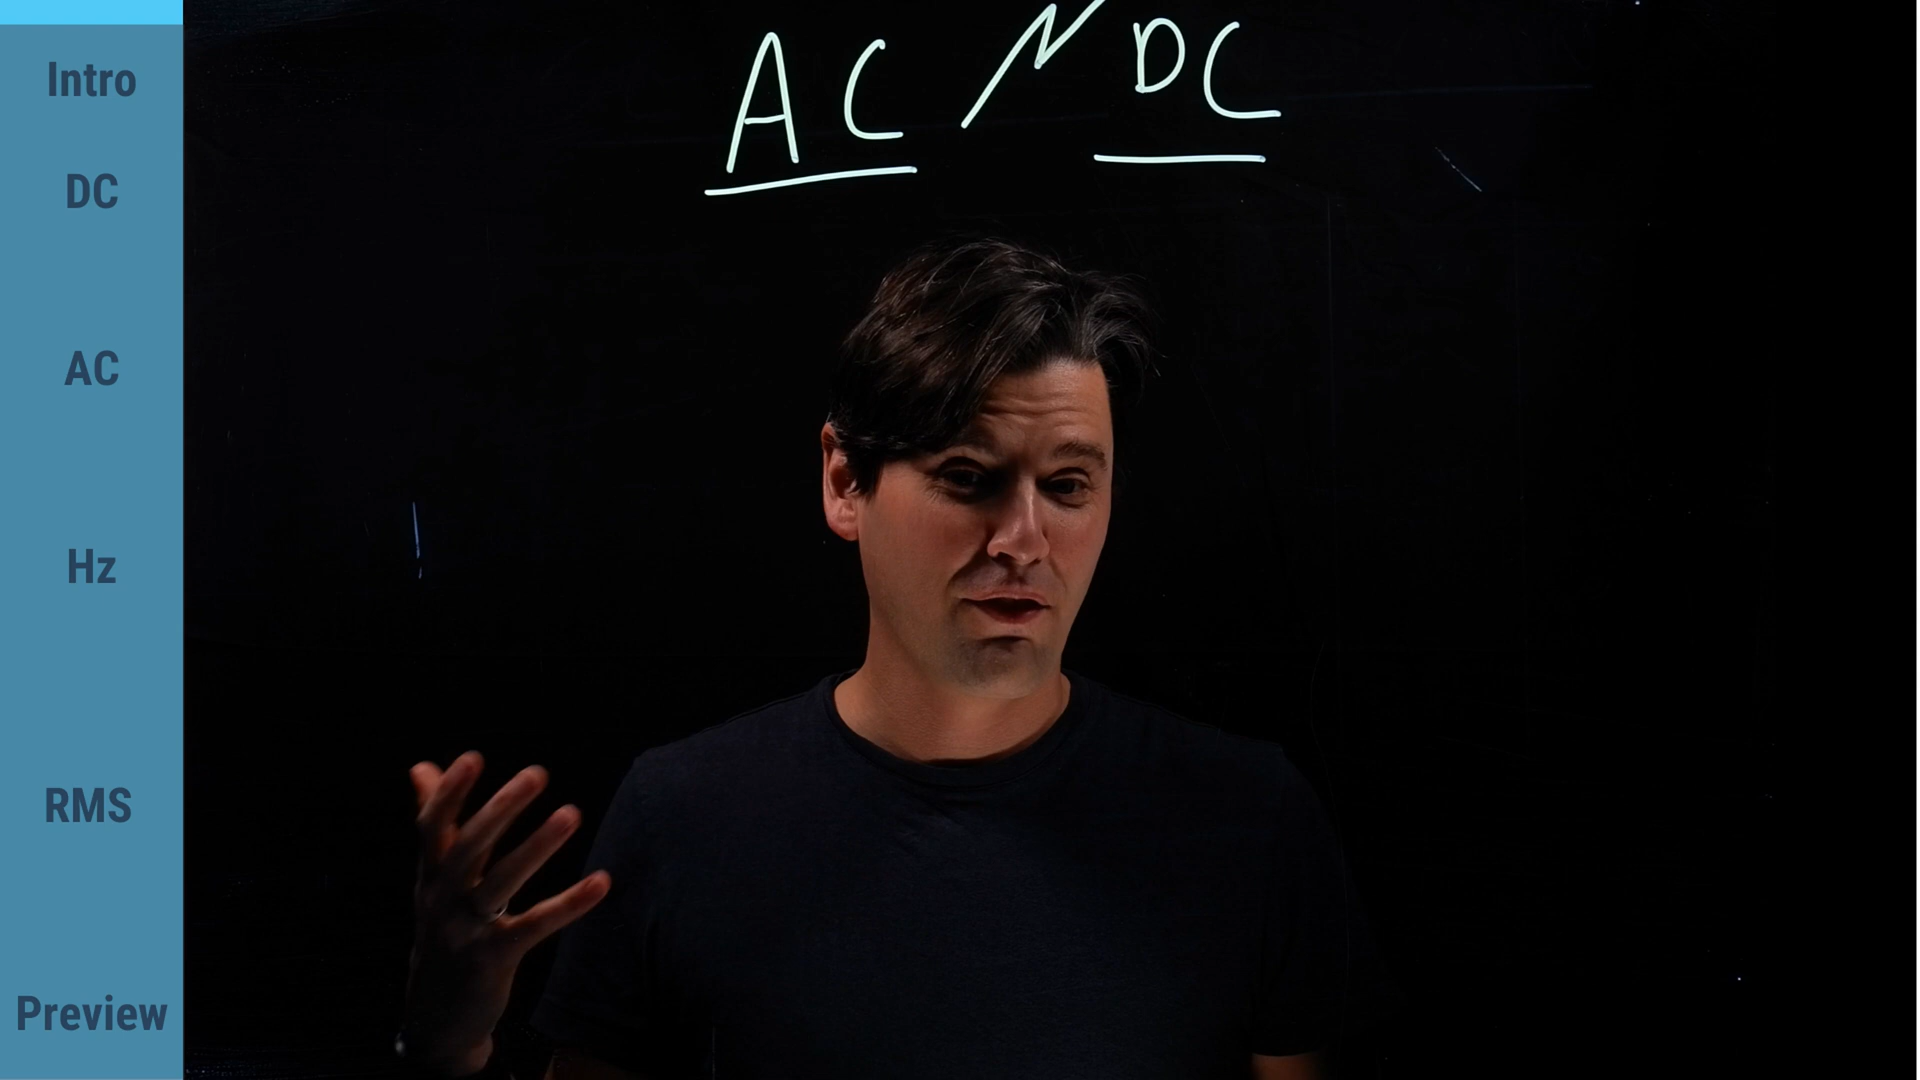 AC/DC
Intro
DC
AC
Hz
RMS
Preview